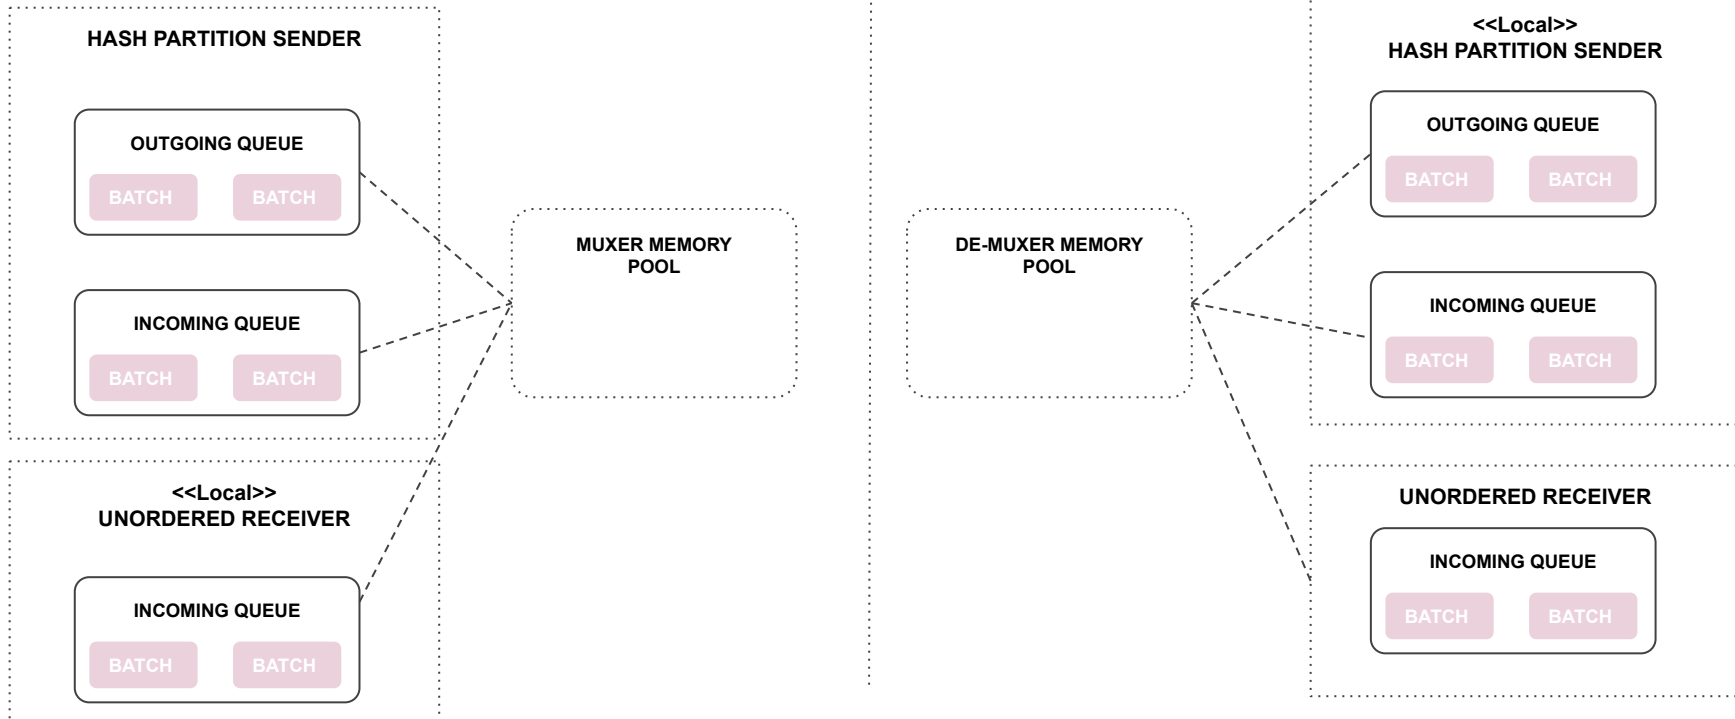 HASH PARTITION SENDER
OUTGOING QUEUE
BATCH BATCH
INCOMING QUEUE
BATCH BATCH
<<Local>>
UNORDERED RECEIVER
INCOMING QUEUE
BATCH BATCH
MUXER MEMORY
POOL
DE-MUXER MEMORY
POOL
<<Local>>
HASH PARTITION SENDER
OUTGOING QUEUE
BATCH BATCH
INCOMING QUEUE
BATCH BATCH
UNORDERED RECEIVER
INCOMING QUEUE
BATCH BATCH